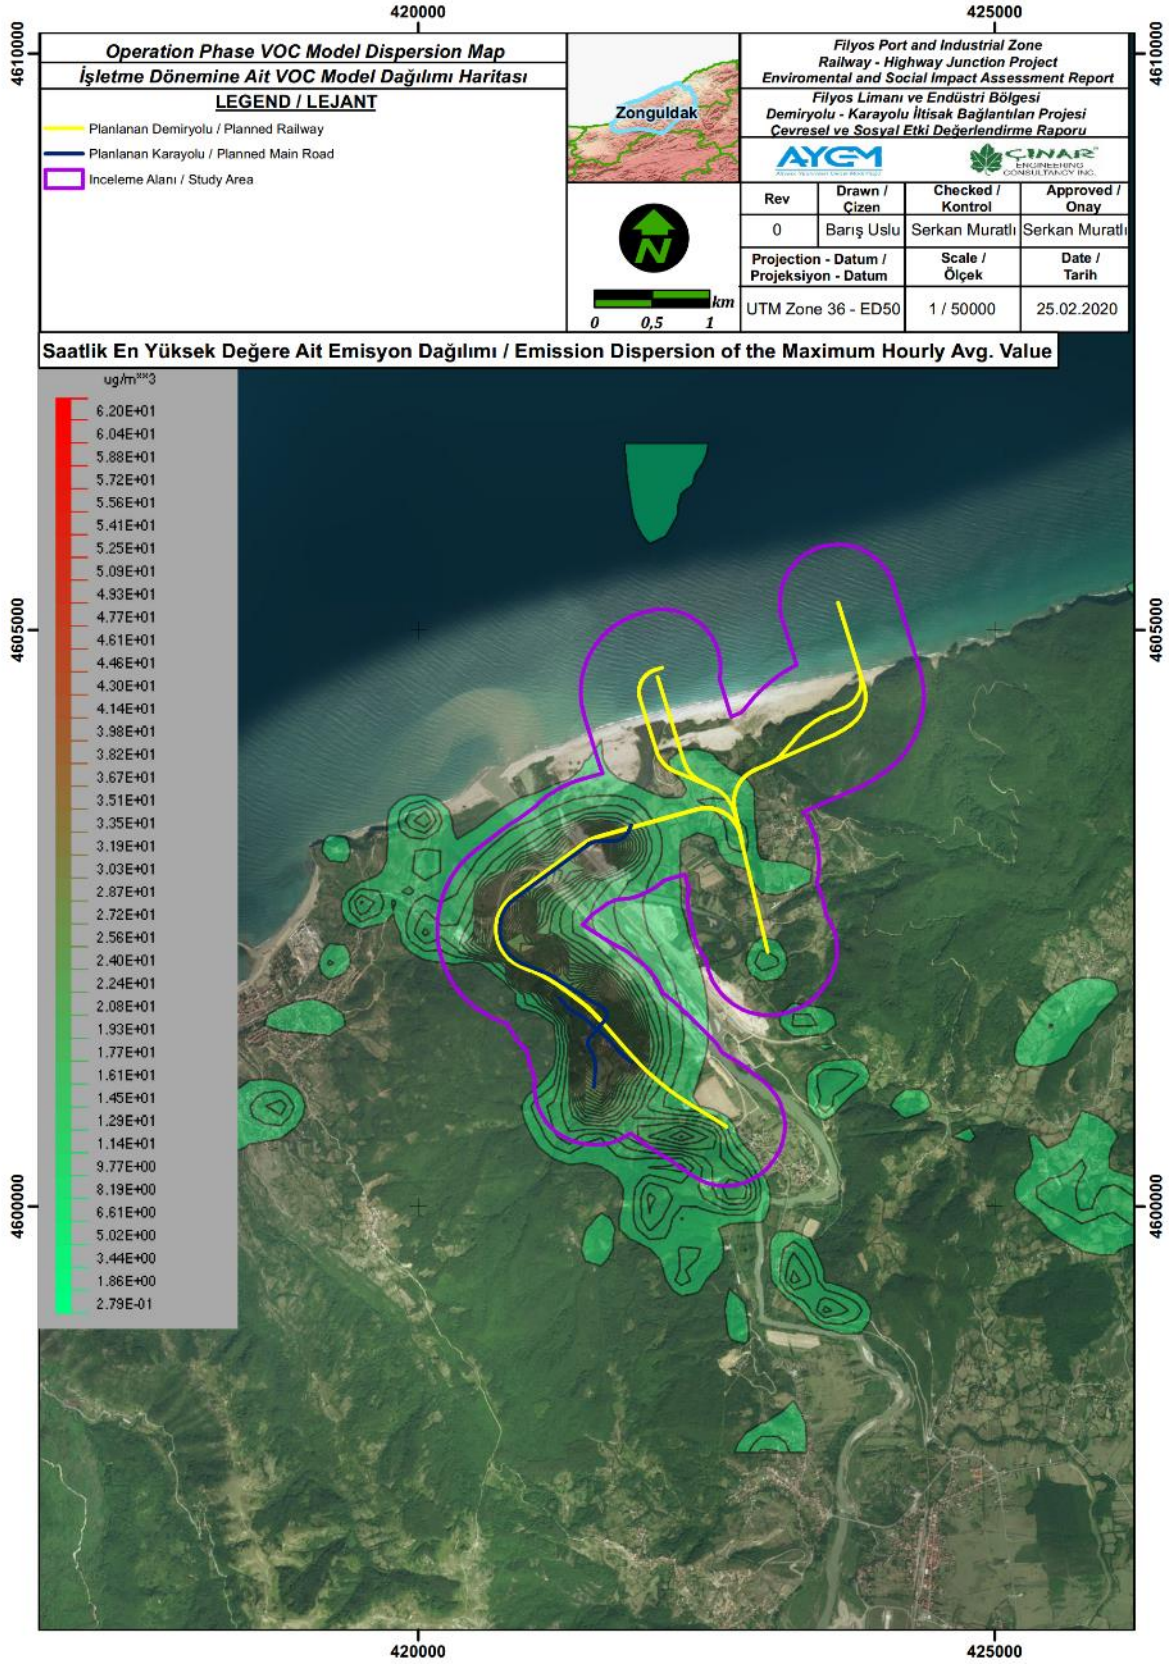 420000
425000
4610000
4610000
Operation Phase VOC Model Dispersion Map
İşletme Dönemine Ait VOC Model Dağılımı Haritası
LEGEND / LEJANT
Planlanan Demiryolu / Planned Railway
Planlanan Karayolu / Planned Main Road
Inceleme Alanı / Study Area
Zonguldak
N
km
0 0,5 1
Filyos Port and Industrial Zone
Railway - Highway Junction Project
Enviromental and Social Impact Assessment Report
Filyos Limanı ve Endüstri Bölgesi
Demiryolu - Karayolu İltisak Bağlantıları Projesi
Çevresel ve Sosyal Etki Değerlendirme Raporu
AYGM
ÇINAR
ENGINEERING
CONSULTANCY INC.
Rev
Drawn /
Çizen
Checked /
Kontrol
Approved /
Onay
0
Barış Uslu
Serkan Muratlı
Serkan Muratlı
Projection - Datum /
Projeksiyon - Datum
Scale /
Ölçek
Date /
Tarih
UTM Zone 36 - ED50
1 / 50000
25.02.2020
Saatlik En Yüksek Değere Ait Emisyon Dağılımı / Emission Dispersion of the Maximum Hourly Avg. Value
ug/m**3
6.20E+01
6.04E+01
5.88E+01
5.72E+01
5.56E+01
5.41E+01
5.25E+01
5.09E+01
4.93E+01
4.77E+01
4.61E+01
4.46E+01
4.30E+01
4.14E+01
3.98E+01
3.82E+01
3.67E+01
3.51E+01
3.35E+01
3.19E+01
3.03E+01
2.87E+01
2.72E+01
2.56E+01
2.40E+01
2.24E+01
2.08E+01
1.93E+01
1.77E+01
1.61E+01
1.45E+01
1.29E+01
1.14E+01
9.77E+00
8.19E+00
6.61E+00
5.02E+00
3.44E+00
1.86E+00
2.79E-01
4605000
4605000
4600000
4600000
420000
425000